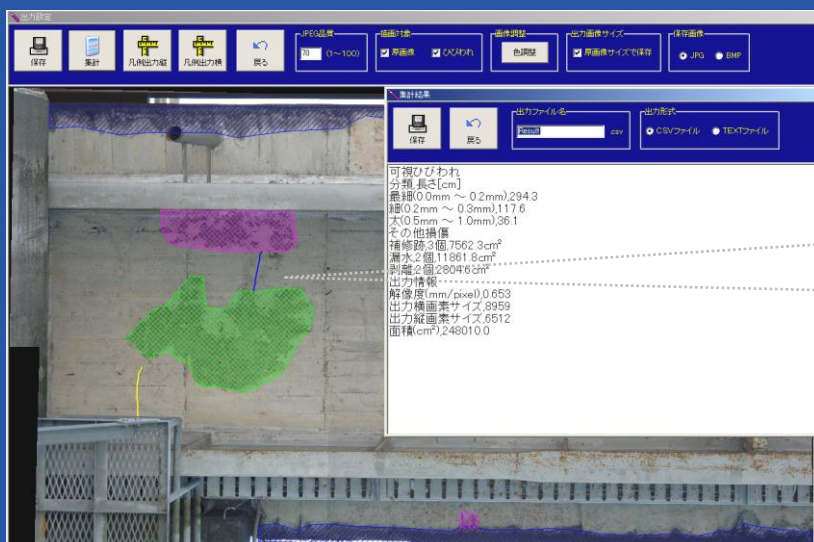 出力設定
JPEG品質
描画対象
画像調整
出力画像サイズ
保存画像
保存
集計
凡例出力縦
凡例出力横
戻る
70 (1～100)
原画像
ひびわれ
色調整
原画像サイズで保存
JPG
BMP
集計結果
保存
戻る
出力ファイル名
Result .csv
出力形式
CSVファイル
TEXTファイル
可視ひびわれ
分類,長さ[cm]
最細(0.0mm ～ 0.2mm),294.3
細(0.2mm ～ 0.3mm),117.6
太(0.5mm ～ 1.0mm),36.1
その他損傷
補修跡,3個,7562.3cm²
漏水,2個,11861.8cm²
剥離,2個,2804.6cm²
出力情報
解像度(mm/pixel),0.653
出力横画素サイズ,8959
出力縦画素サイズ,6512
面積(cm²),248010.0